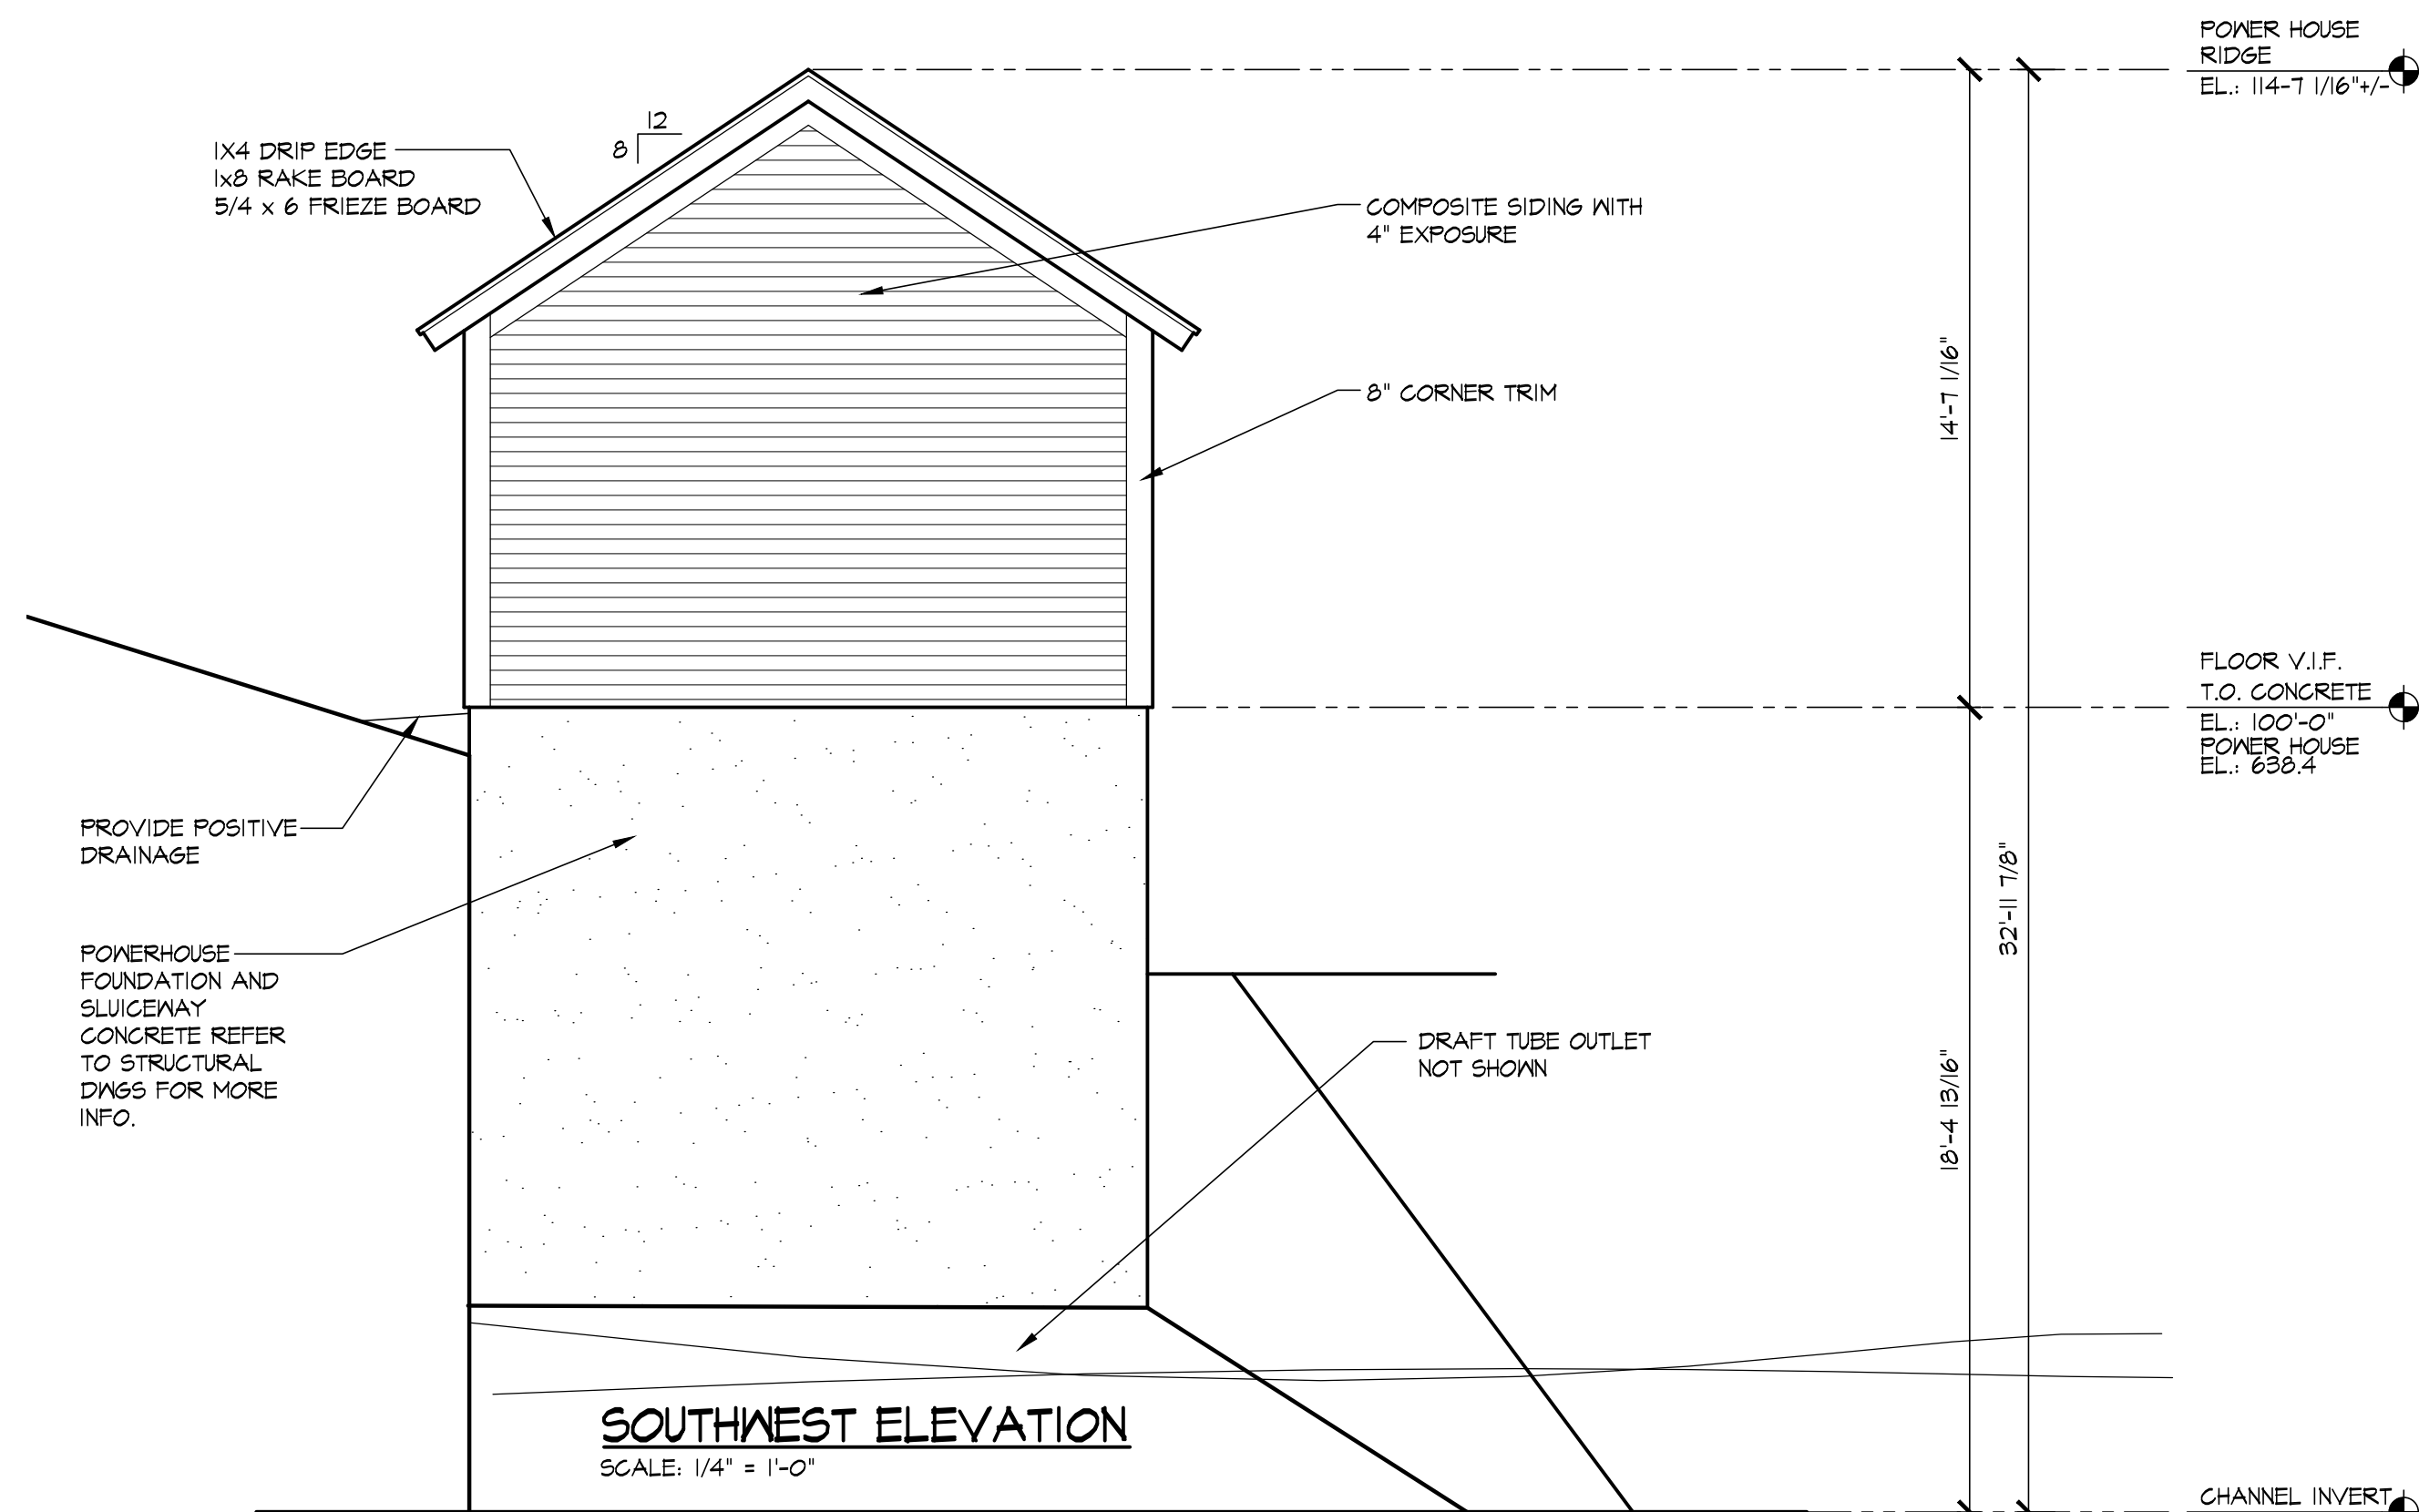 POWER HOUSE
RIDGE
EL.: 114-7 1/16"+/-
12
8
1X4 DRIP EDGE
1x8 RAKE BOARD
5/4 x 6 FRIEZE BOARD
COMPOSITE SIDING WITH
4" EXPOSURE
8" CORNER TRIM
14'-7 1/16"
FLOOR V.I.F.
T.O. CONCRETE
EL.: 100'-0"
POWER HOUSE
EL.: 638.4
PROVIDE POSITIVE
DRAINAGE
32'-11 7/8"
POWERHOUSE
FOUNDATION AND
SLUICEWAY
CONCRETE REFER
TO STRUCTURAL
DWGS FOR MORE
INFO.
DRAFT TUBE OUTLET
NOT SHOWN
18'-4 13/16"
SOUTHWEST ELEVATION
SCALE: 1/4" = 1'-0"
CHANNEL INVERT